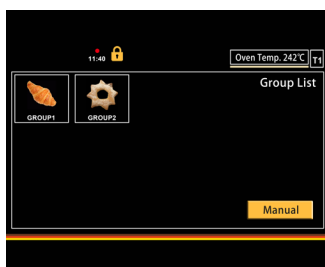 11:40
Oven Temp. 242℃
T1
Group List
GROUP1
GROUP2
Manual